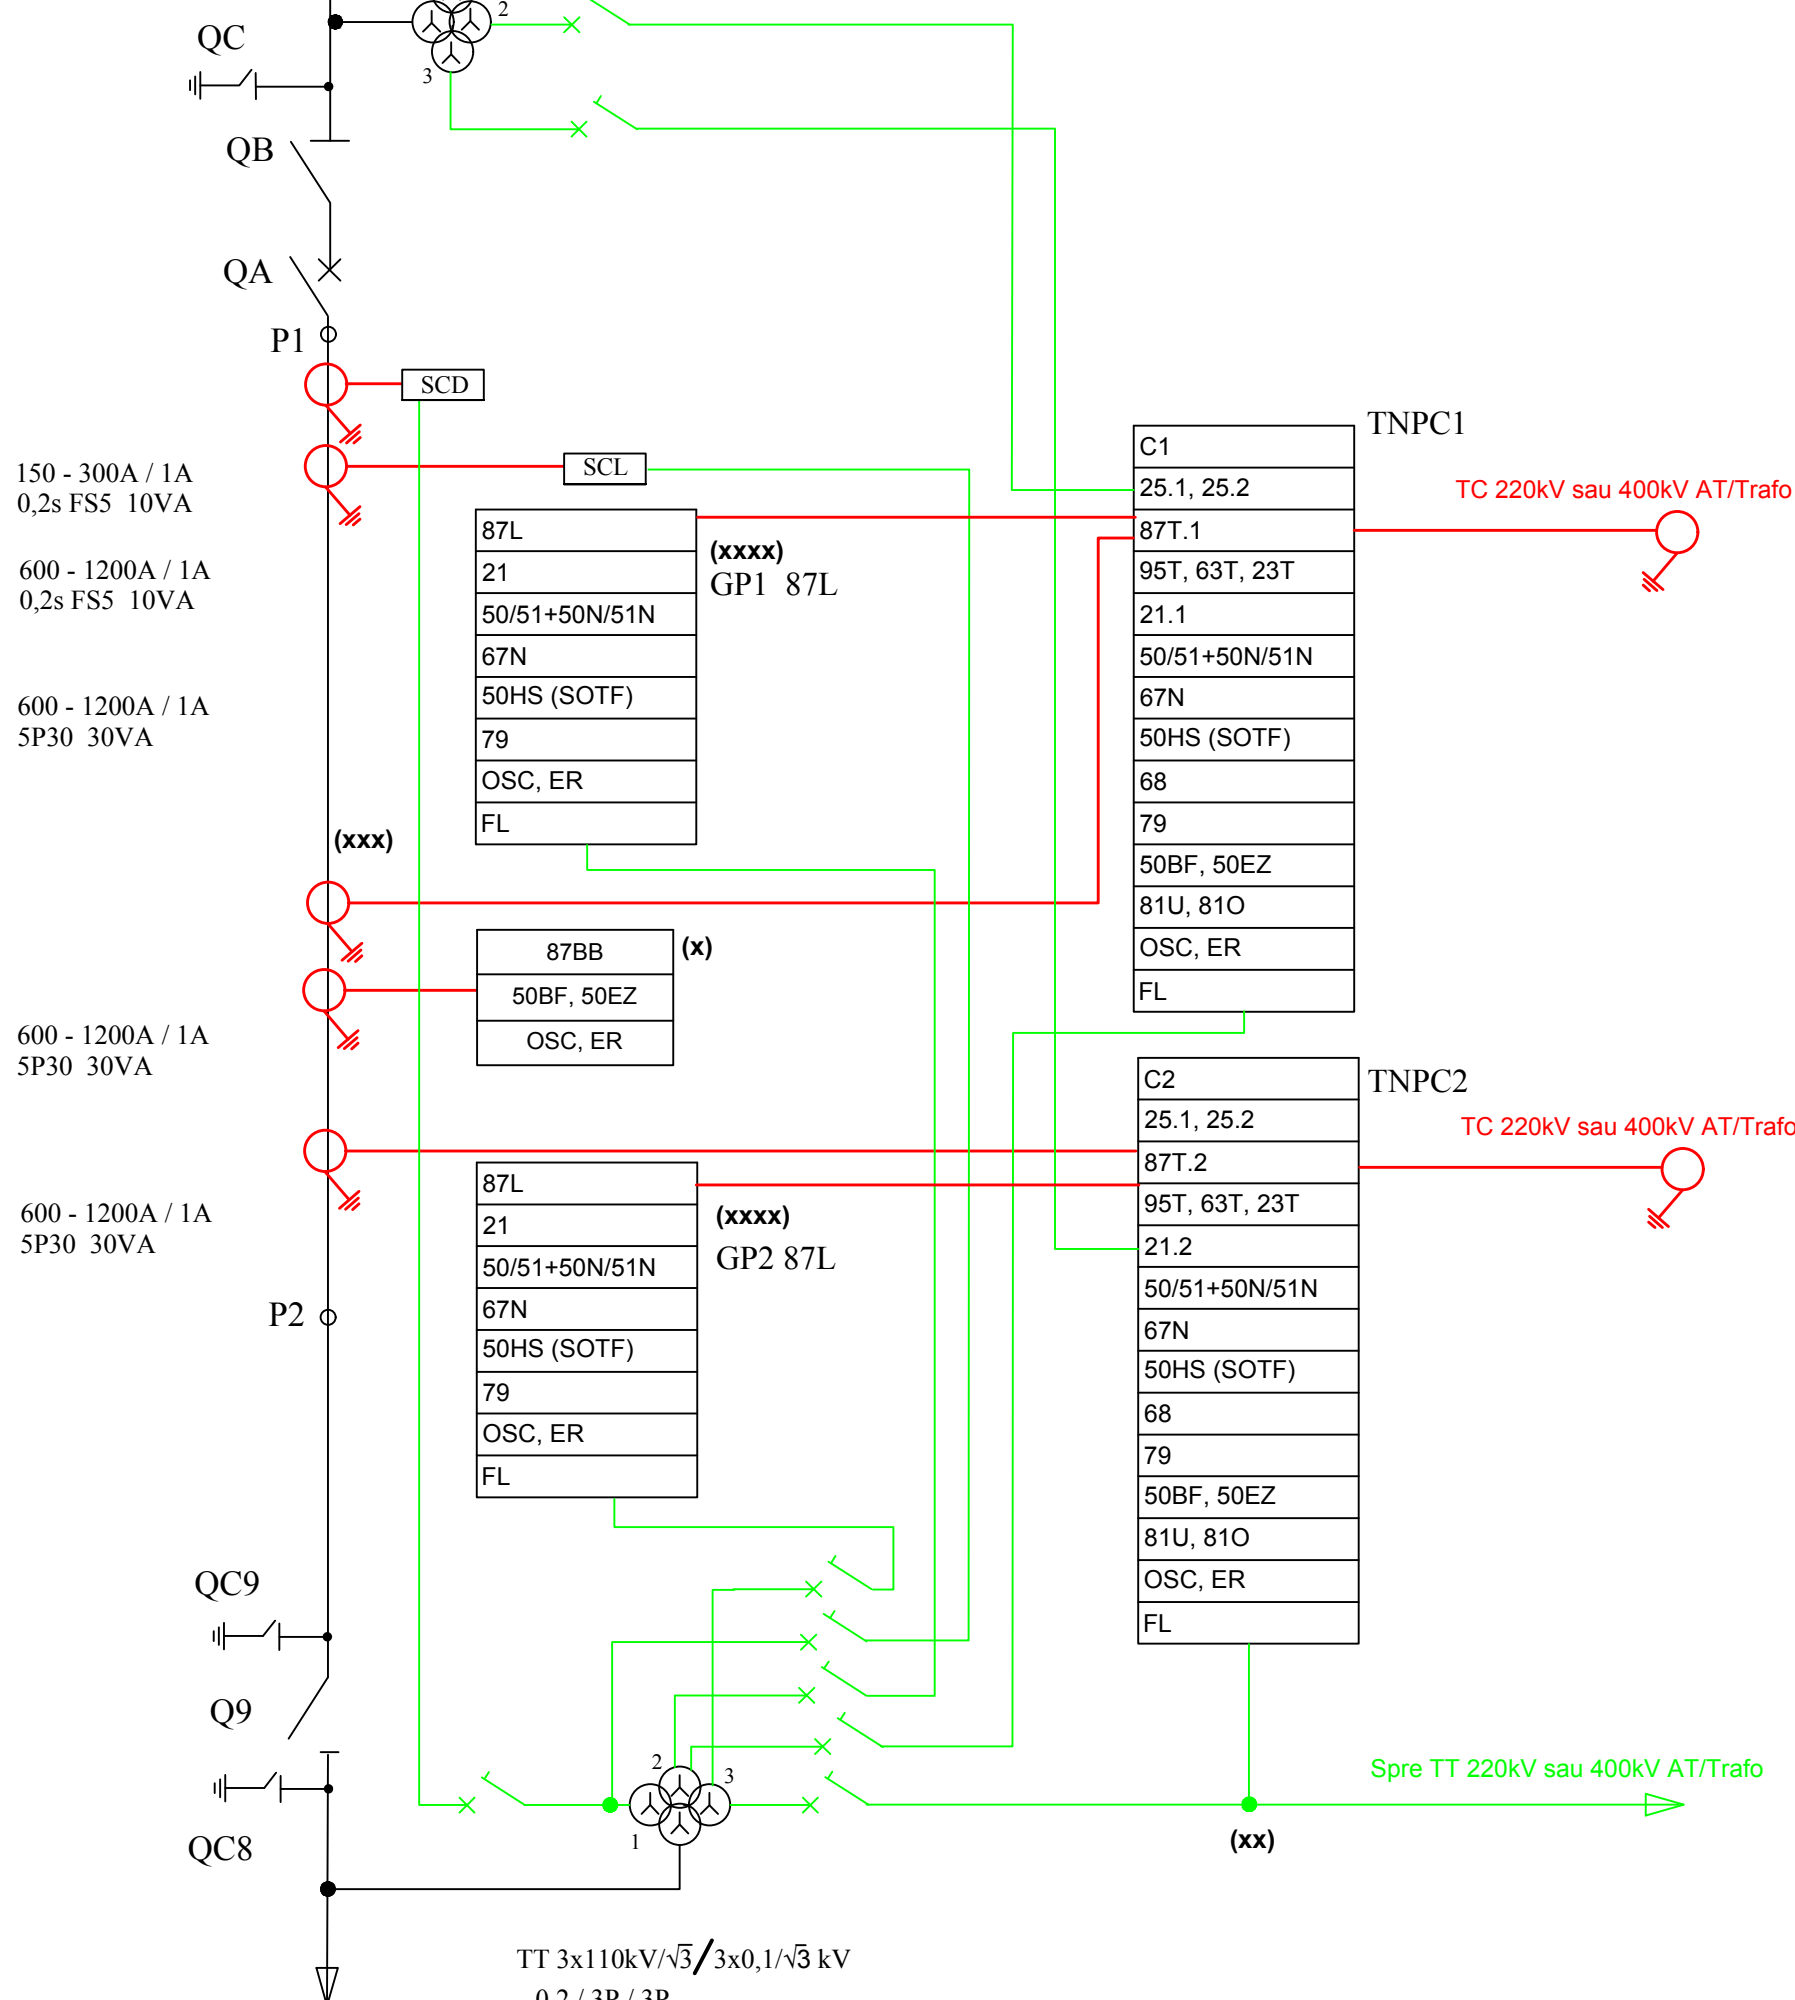 2
QC
3
QB
QA
P1
SCD
150 - 300A / 1A
0,2s FS5 10VA
SCL
600 - 1200A / 1A
0,2s FS5 10VA
87L
21
50/51+50N/51N
67N
50HS (SOTF)
79
OSC, ER
FL
(xxxx)
GP1 87L
600 - 1200A / 1A
5P30 30VA
(xxx)
TNPC1
C1
25.1, 25.2
87T.1
95T, 63T, 23T
21.1
50/51+50N/51N
67N
50HS (SOTF)
68
79
50BF, 50EZ
81U, 81O
OSC, ER
FL
TC 220kV sau 400kV AT/Trafo
87BB
50BF, 50EZ
OSC, ER
(x)
600 - 1200A / 1A
5P30 30VA
TNPC2
C2
25.1, 25.2
87T.2
95T, 63T, 23T
21.2
50/51+50N/51N
67N
50HS (SOTF)
68
79
50BF, 50EZ
81U, 81O
OSC, ER
FL
TC 220kV sau 400kV AT/Trafo
87L
21
50/51+50N/51N
67N
50HS (SOTF)
79
OSC, ER
FL
(xxxx)
GP2 87L
600 - 1200A / 1A
5P30 30VA
P2
QC9
Q9
QC8
2
3
1
Spre TT 220kV sau 400kV AT/Trafo
(xx)
TT 3x110kV/√3/3x0,1/√3 kV
0,2 / 3P / 3P